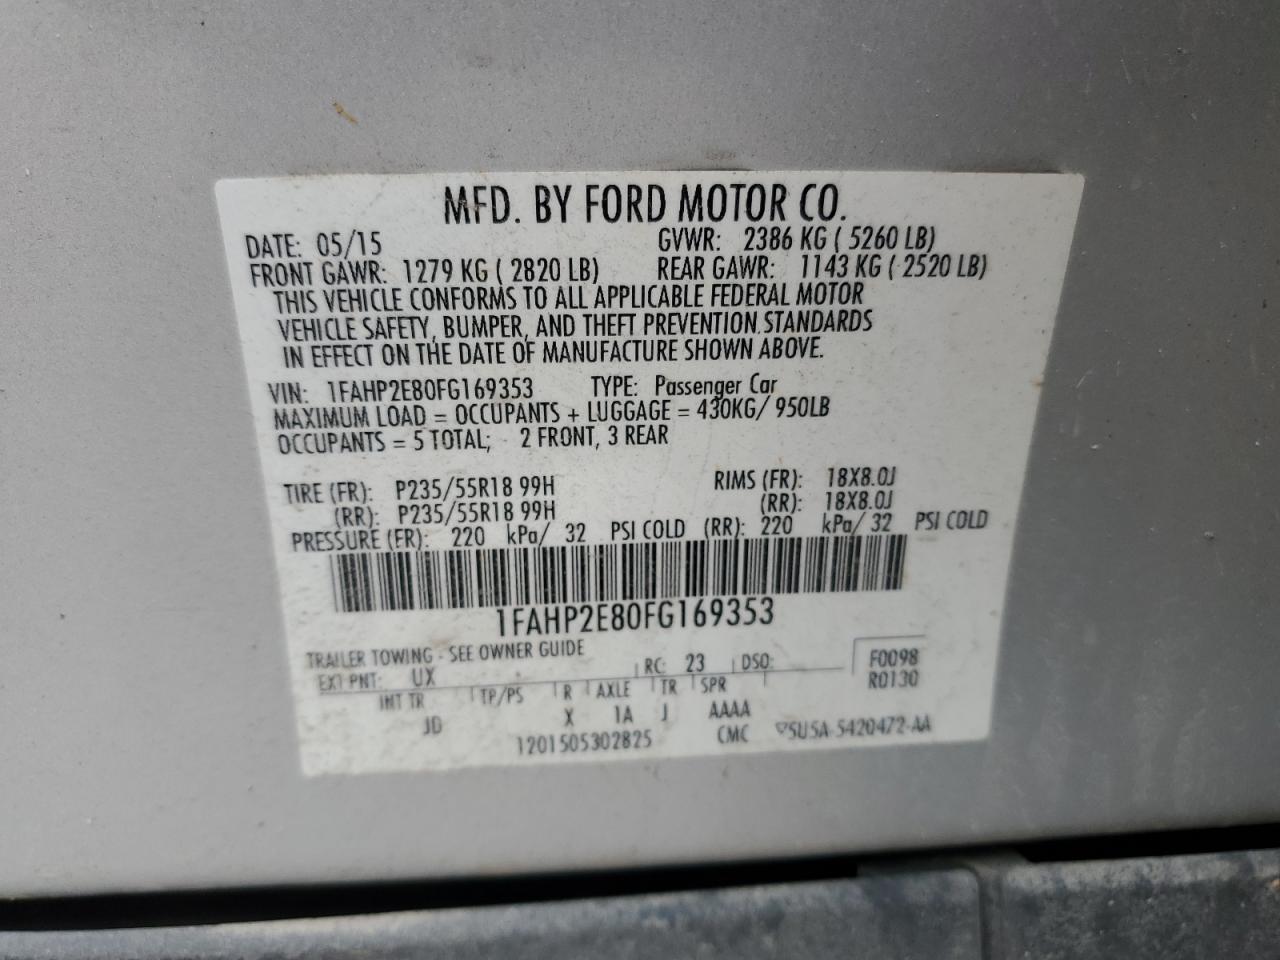 MFD. BY FORD MOTOR CO.
DATE: 05/15 GVWR: 2386 KG ( 5260 LB)
FRONT GAWR: 1279 KG ( 2820 LB) REAR GAWR: 1143 KG ( 2520 LB)
THIS VEHICLE CONFORMS TO ALL APPLICABLE FEDERAL MOTOR
VEHICLE SAFETY, BUMPER, AND THEFT PREVENTION STANDARDS
IN EFFECT ON THE DATE OF MANUFACTURE SHOWN ABOVE.
VIN: 1FAHP2E80FG169353 TYPE: Passenger Car
MAXIMUM LOAD = OCCUPANTS + LUGGAGE = 430KG/ 950LB
OCCUPANTS = 5 TOTAL; 2 FRONT, 3 REAR
TIRE (FR): P235/55R18 99H RIMS (FR): 18X8.0J
(RR): P235/55R18 99H (RR): 18X8.0J
PRESSURE (FR): 220 kPa/ 32 PSI COLD (RR): 220 kPa/ 32 PSI COLD
1FAHP2E80FG169353
TRAILER TOWING - SEE OWNER GUIDE
EXT PNT: UX RC: 23 DSO: F0098
R0130
INT TR TP/PS R AXLE TR SPR
JD X 1A J AAAA
1201505302825 CMC 5U5A-5420472-AA